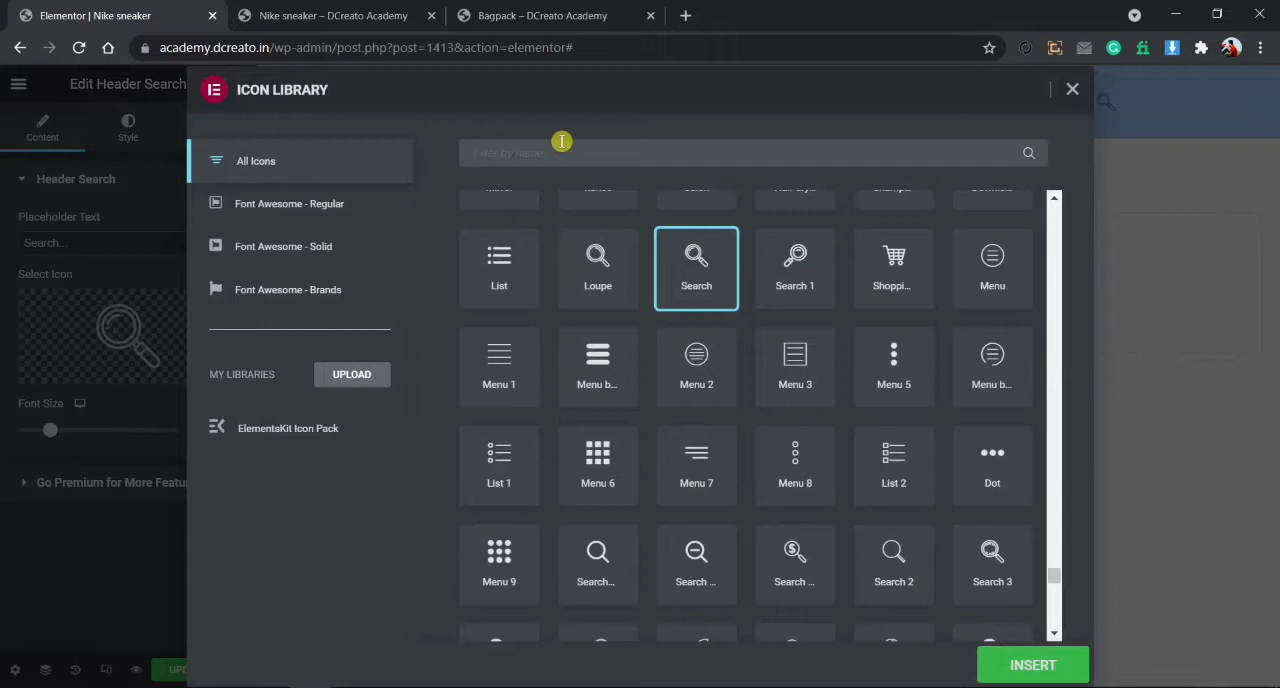 Elementor | Nike sneaker
Nike sneaker – DCreato Academy
Bagpack – DCreato Academy
academy.dcreato.in/wp-admin/post.php?post=1413&action=elementor#
Edit Header Search
ICON LIBRARY
Content
Style
All Icons
Filter by name...
Header Search
Font Awesome - Regular
Placeholder Text
Search...
Font Awesome - Solid
Select Icon
Font Awesome - Brands
List
Loupe
Search
Search 1
Shoppi...
Menu
MY LIBRARIES
UPLOAD
Menu 1
Menu b...
Menu 2
Menu 3
Menu 5
Menu b...
Font Size
ElementsKit Icon Pack
List 1
Menu 6
Menu 7
Menu 8
List 2
Dot
Go Premium for More Featu
Menu 9
Search...
Search ...
Search ...
Search 2
Search 3
UPD
INSERT